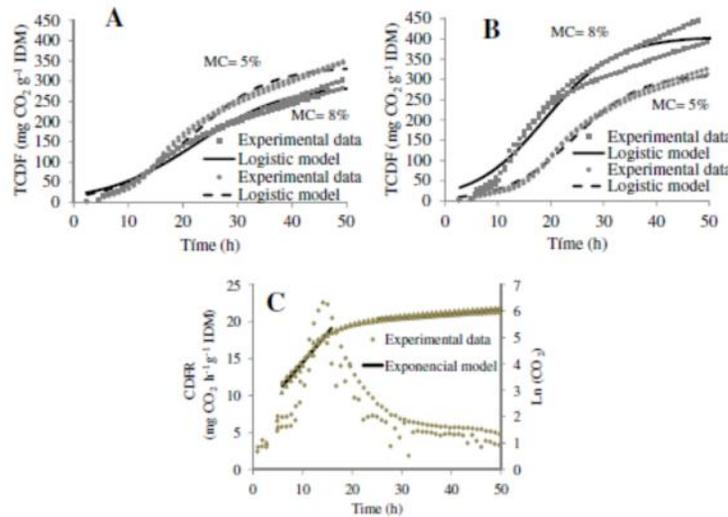 A
450
400
350
300
250
200
150
100
50
0
TCDF (mg CO₂ g⁻¹ IDM)
MC= 5%
MC= 8%
Experimental data
Logistic model
Experimental data
Logistic model
0 10 20 30 40 50
Tíme (h)
B
450
400
350
300
250
200
150
100
50
0
TCDF (mg CO₂ g⁻¹ IDM)
MC= 8%
MC= 5%
Experimental data
Logistic model
Experimental data
Logistic model
0 10 20 30 40 50
Tíme (h)
C
25
20
15
10
5
0
CDFR
(mg CO₂ h⁻¹g⁻¹ IDM)
Experimental data
Exponencial model
7
6
5
4
3
2
1
0
Ln (CO₂)
0 10 20 30 40 50
Tíme (h)